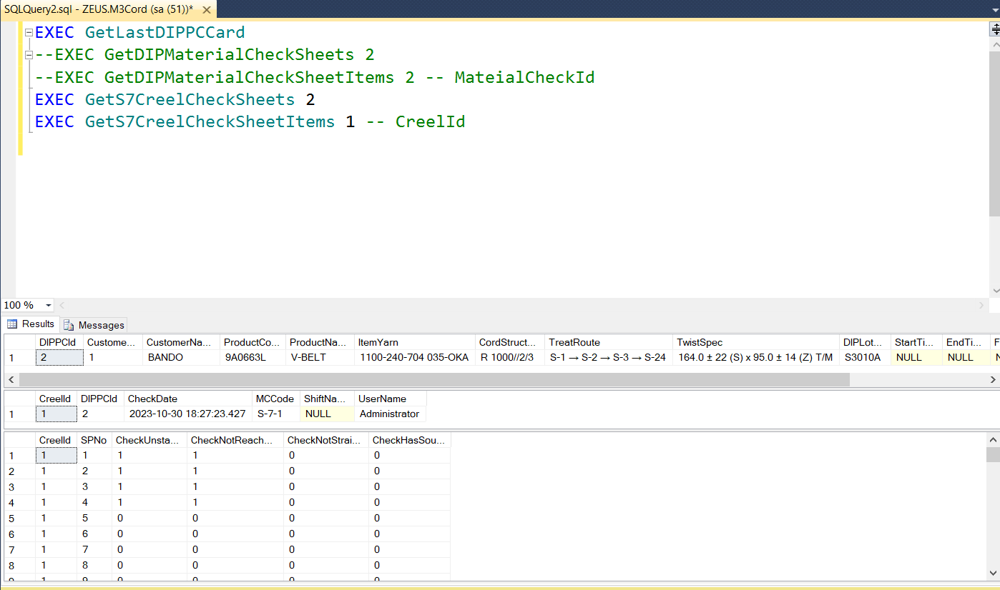 SQLQuery2.sql - ZEUS.M3Cord (sa (51))*
EXEC GetLastDIPPCCard
--EXEC GetDIPMaterialCheckSheets 2
--EXEC GetDIPMaterialCheckSheetItems 2 -- MateialCheckId
EXEC GetS7CreelCheckSheets 2
EXEC GetS7CreelCheckSheetItems 1 -- CreelId
100 %
Results Messages
DIPPCId Custome... CustomerNa... ProductCo... ProductNa... ItemYarn CordStruct... TreatRoute TwistSpec DIPLot... StartTi... EndTi... F
1 2 1 BANDO 9A0663L V-BELT 1100-240-704 035-OKA R 1000//2/3 S-1 → S-2 → S-3 → S-24 164.0 ± 22 (S) x 95.0 ± 14 (Z) T/M S3010A NULL NULL N
CreelId DIPPCId CheckDate MCCode ShiftNa... UserName
1 1 2 2023-10-30 18:27:23.427 S-7-1 NULL Administrator
CreelId SPNo CheckUnsta... CheckNotReach... CheckNotStrai... CheckHasSou...
1 1 1 1 1 0 0
2 1 2 1 1 0 0
3 1 3 1 1 0 0
4 1 4 1 1 0 0
5 1 5 0 0 0 0
6 1 6 0 0 0 0
7 1 7 0 0 0 0
8 1 8 0 0 0 0
9 1 9 0 0 0 0